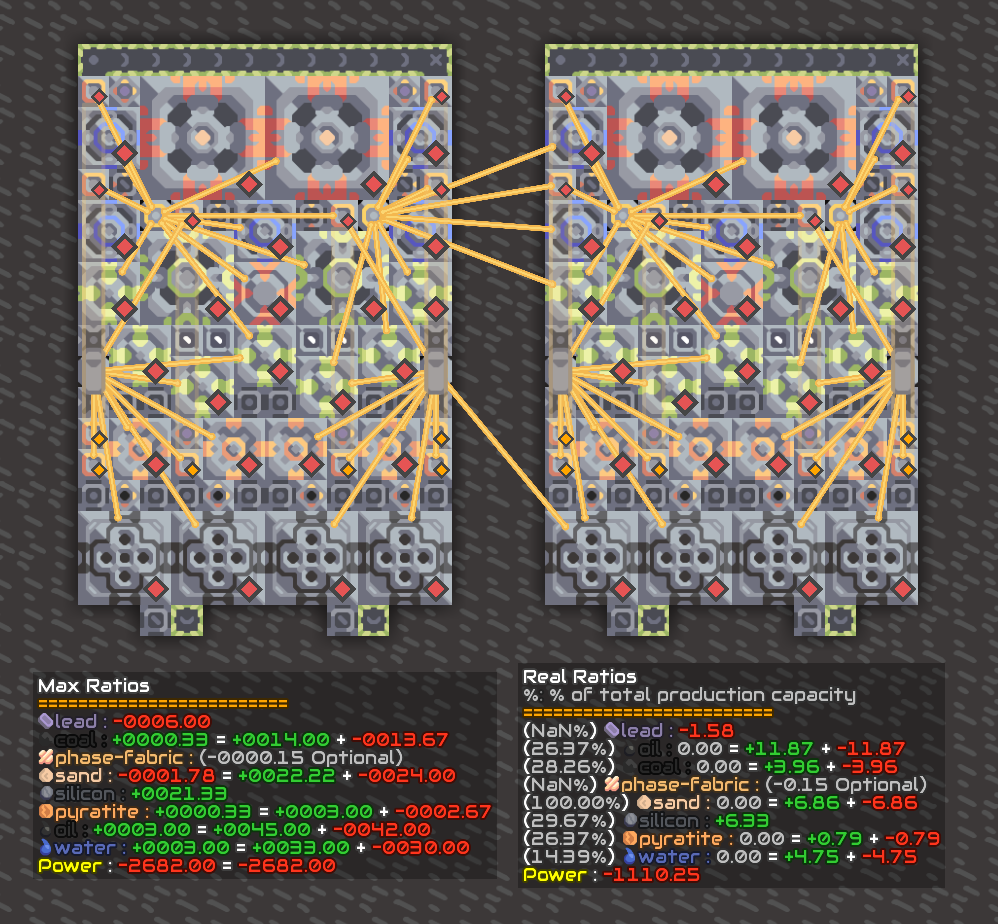 Max Ratios
========================
lead : -0006.00
coal : +0000.33 = +0014.00 + -0013.67
phase-fabric : (-0000.15 Optional)
sand : -0001.78 = +0022.22 + -0024.00
silicon : +0021.33
pyratite : +0000.33 = +0003.00 + -0002.67
oil : +0003.00 = +0045.00 + -0042.00
water : +0003.00 = +0033.00 + -0030.00
Power : -2682.00 = -2682.00
Real Ratios
%: % of total production capacity
========================
(NaN%) lead : -1.58
(26.37%) oil : 0.00 = +11.87 + -11.87
(28.26%) coal : 0.00 = +3.96 + -3.96
(NaN%) phase-fabric : (-0.15 Optional)
(100.00%) sand : 0.00 = +6.86 + -6.86
(29.67%) silicon : +6.33
(26.37%) pyratite : 0.00 = +0.79 + -0.79
(14.39%) water : 0.00 = +4.75 + -4.75
Power : -1110.25